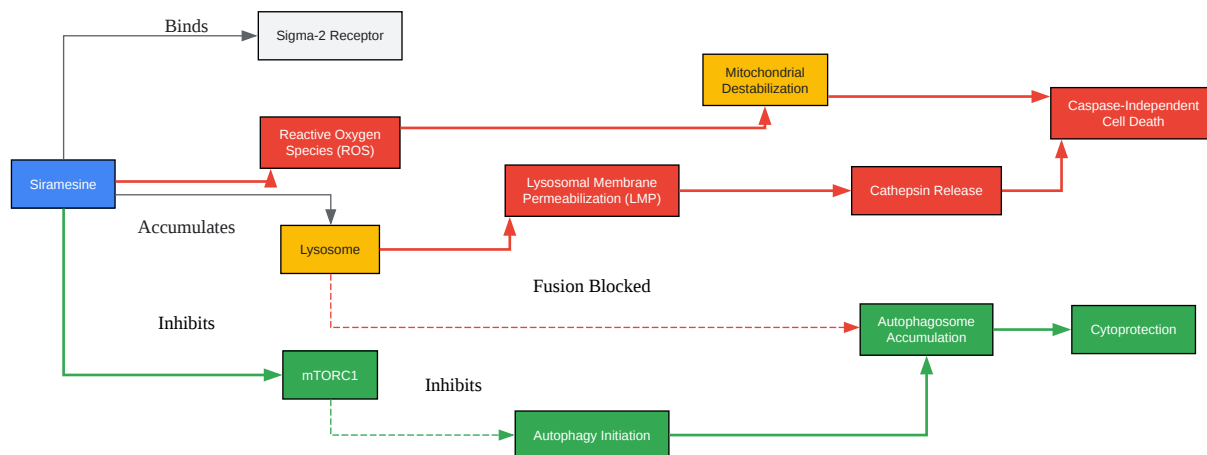 Binds
Sigma-2 Receptor
Mitochondrial
Destabilization
Caspase-Independent
Cell Death
Reactive Oxygen
Species (ROS)
Siramesine
Lysosomal Membrane
Permeabilization (LMP)
Cathepsin Release
Accumulates
Lysosome
Fusion Blocked
Inhibits
Autophagosome
Accumulation
Cytoprotection
mTORC1
Inhibits
Autophagy Initiation